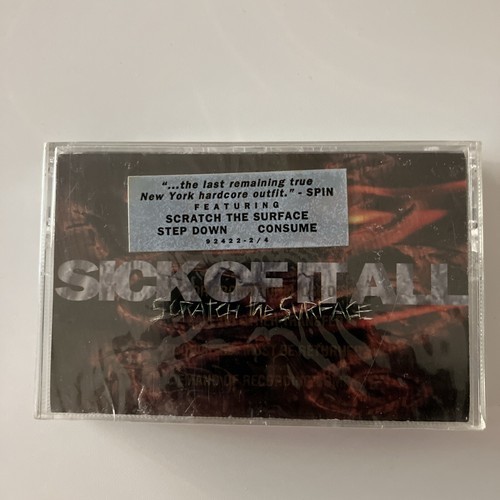 "...the last remaining true
New York hardcore outfit." - SPIN
FEATURING
SCRATCH THE SURFACE
STEP DOWN CONSUME
92422-2/4
SICK OF IT ALL
SCRATCH the SURFACE